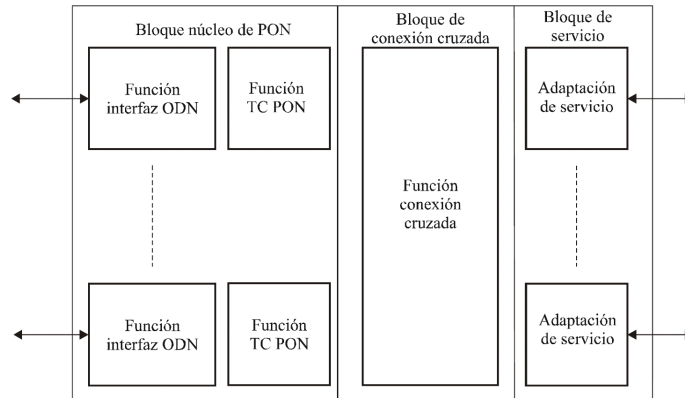 Bloque núcleo de PON
Bloque de
conexión cruzada
Bloque de
servicio
Función
interfaz ODN
Función
TC PON
Adaptación
de servicio
Función
conexión
cruzada
Función
interfaz ODN
Función
TC PON
Adaptación
de servicio